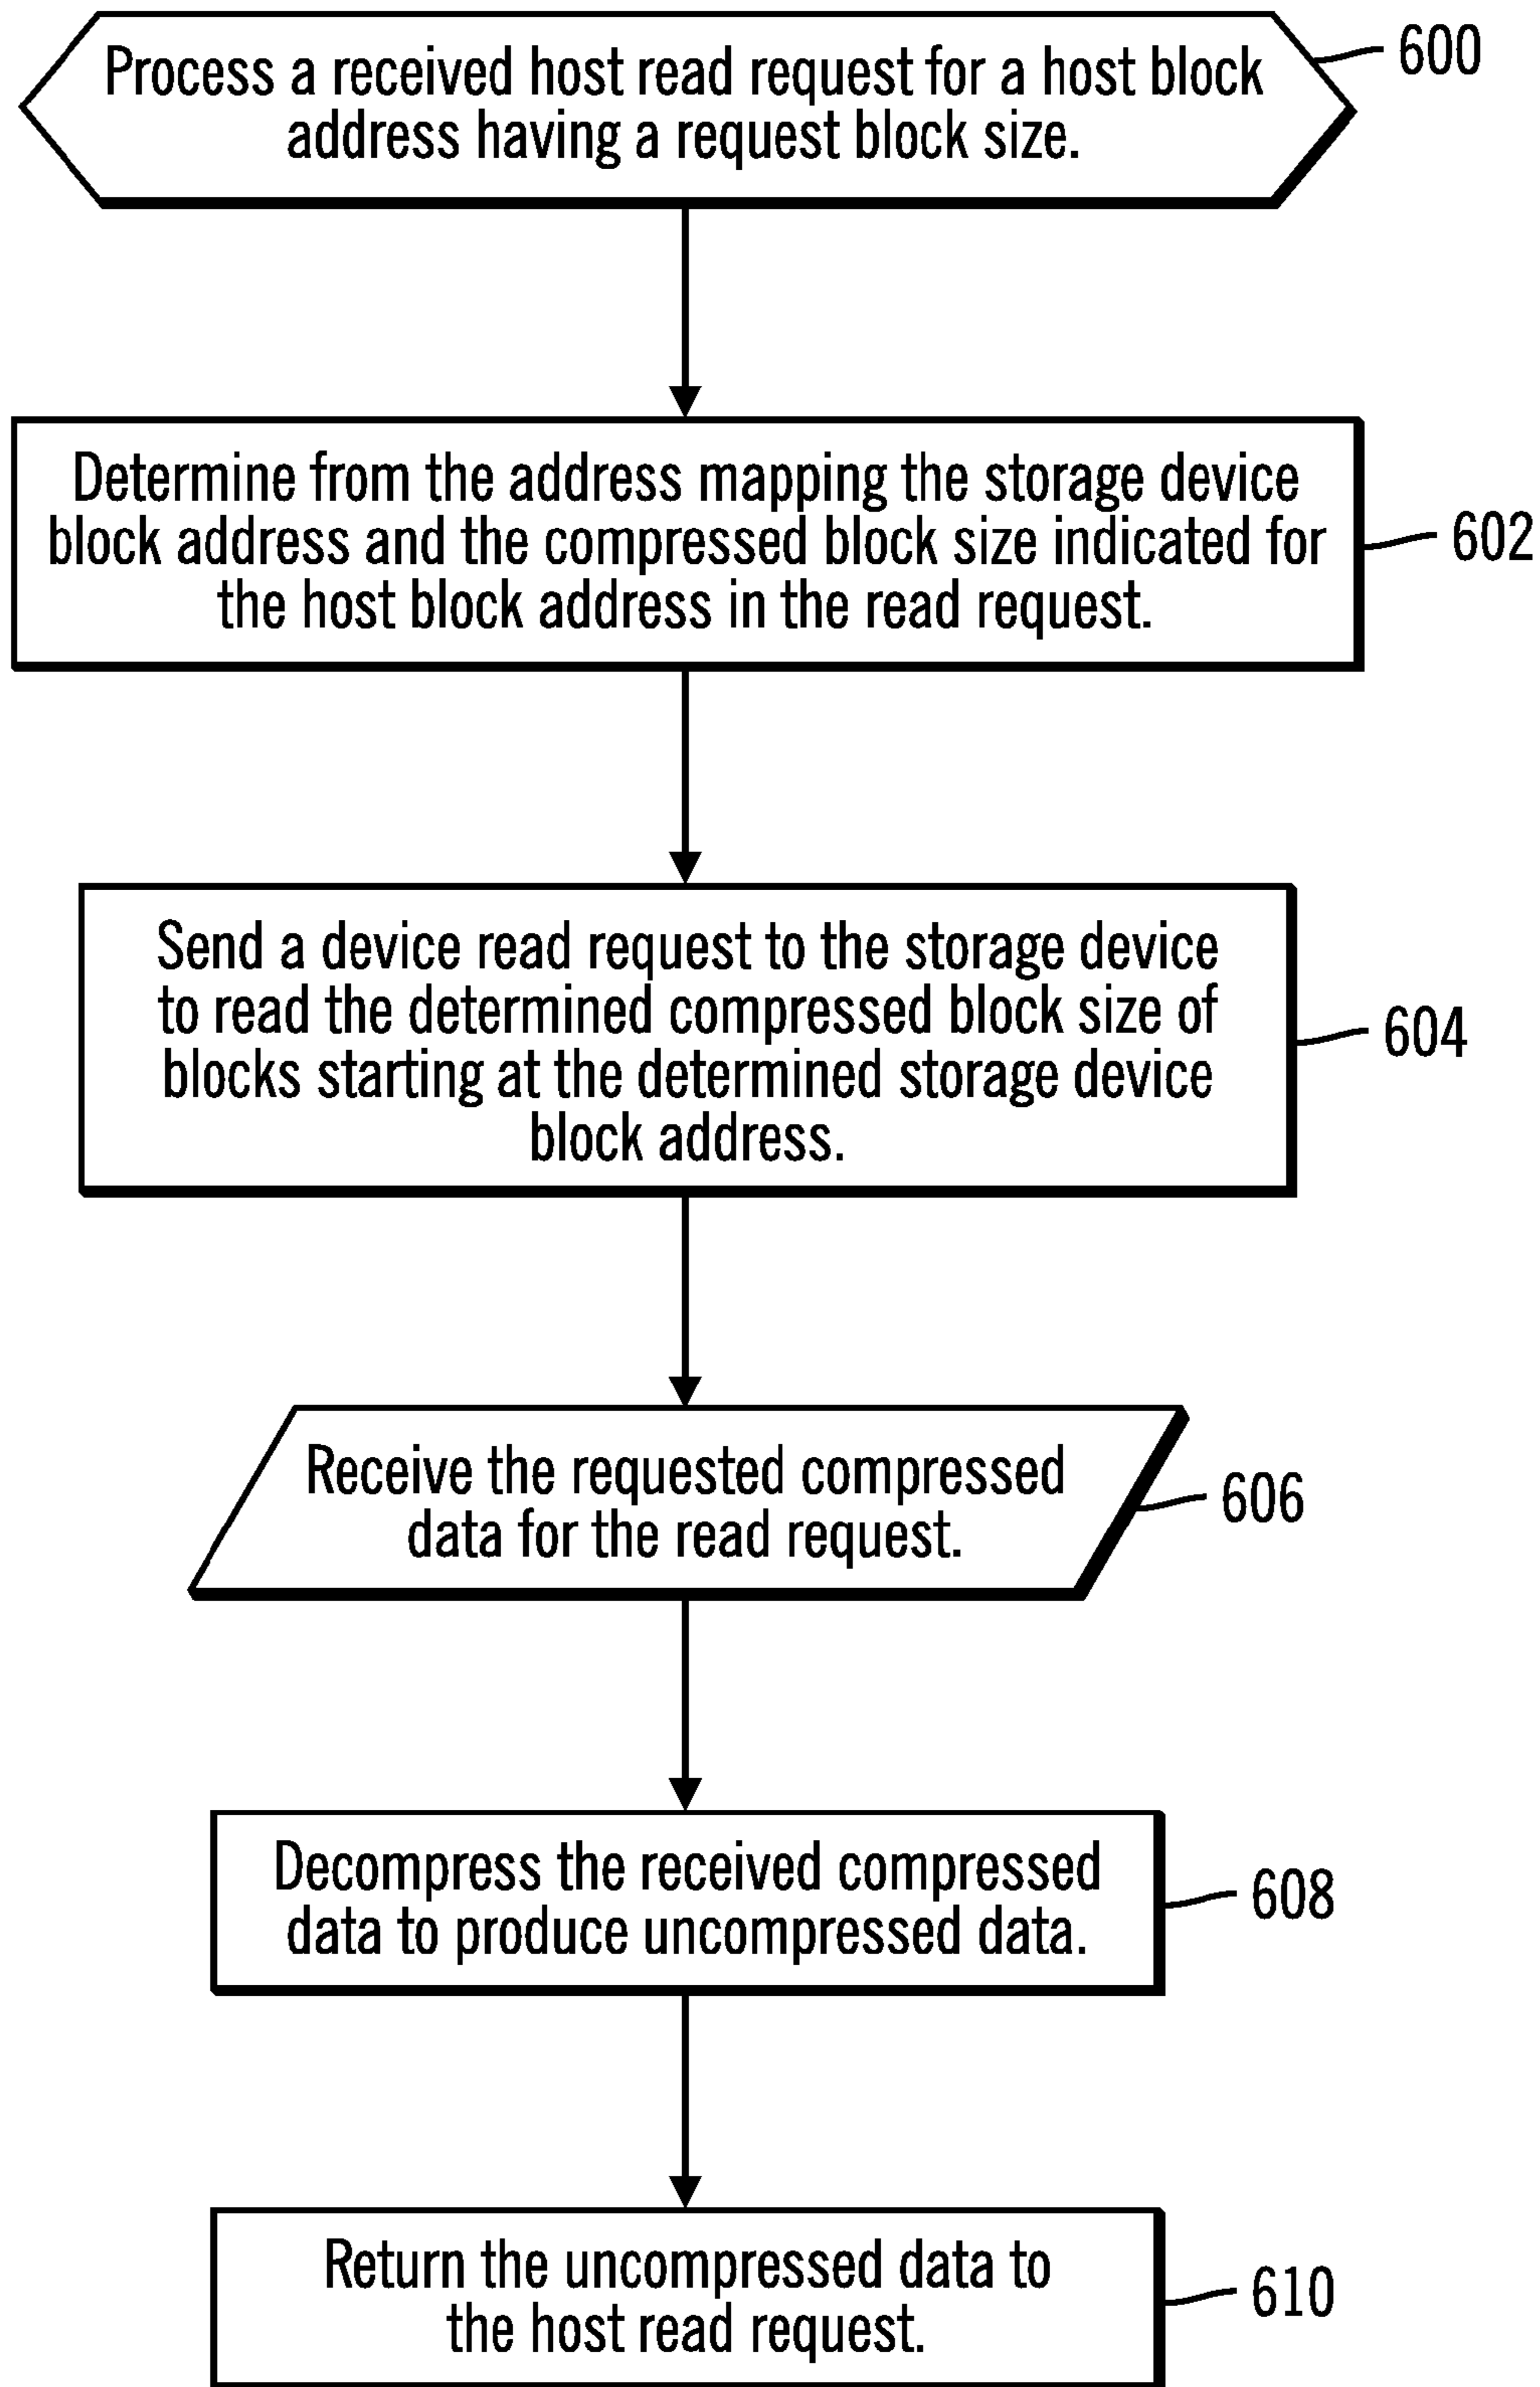 Process a received host read request for a host block
address having a request block size.
600
Determine from the address mapping the storage device
block address and the compressed block size indicated for
the host block address in the read request.
602
Send a device read request to the storage device
to read the determined compressed block size of
blocks starting at the determined storage device
block address.
604
Receive the requested compressed
data for the read request.
606
Decompress the received compressed
data to produce uncompressed data.
608
Return the uncompressed data to
the host read request.
610